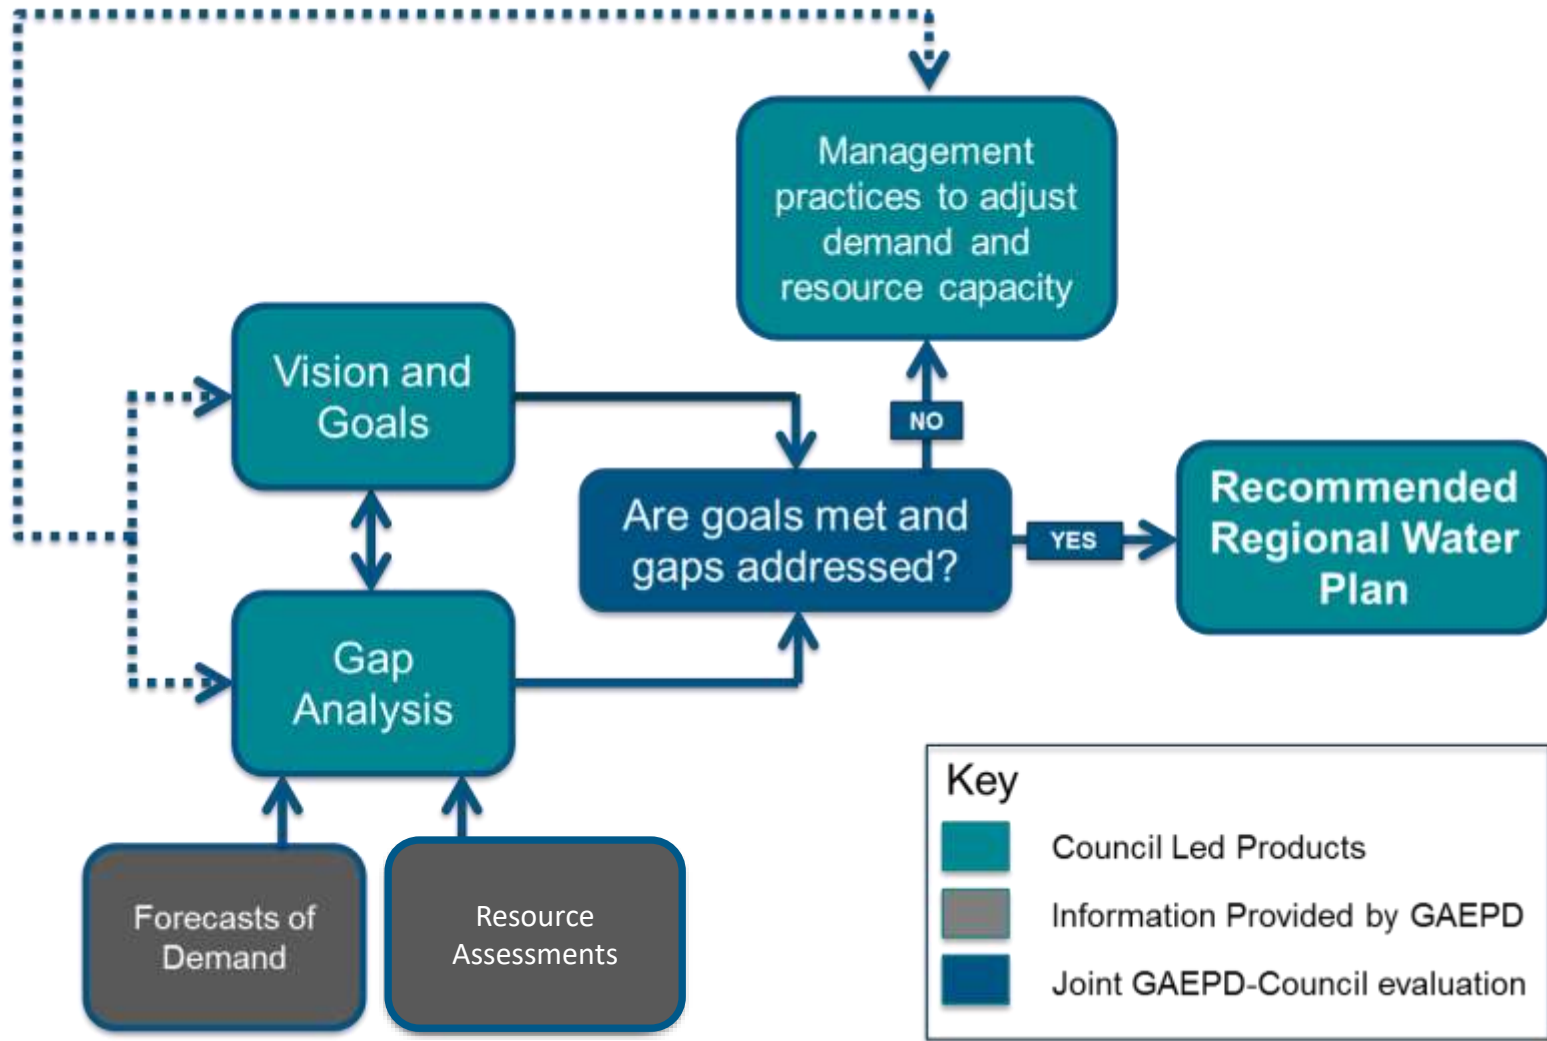 Management
practices to adjust
demand and
resource capacity
Vision and
Goals
NO
Are goals met and
gaps addressed?
YES
Recommended
Regional Water
Plan
Gap
Analysis
Forecasts of
Demand
Resource
Assessments
Key
Council Led Products
Information Provided by GAEPD
Joint GAEPD-Council evaluation